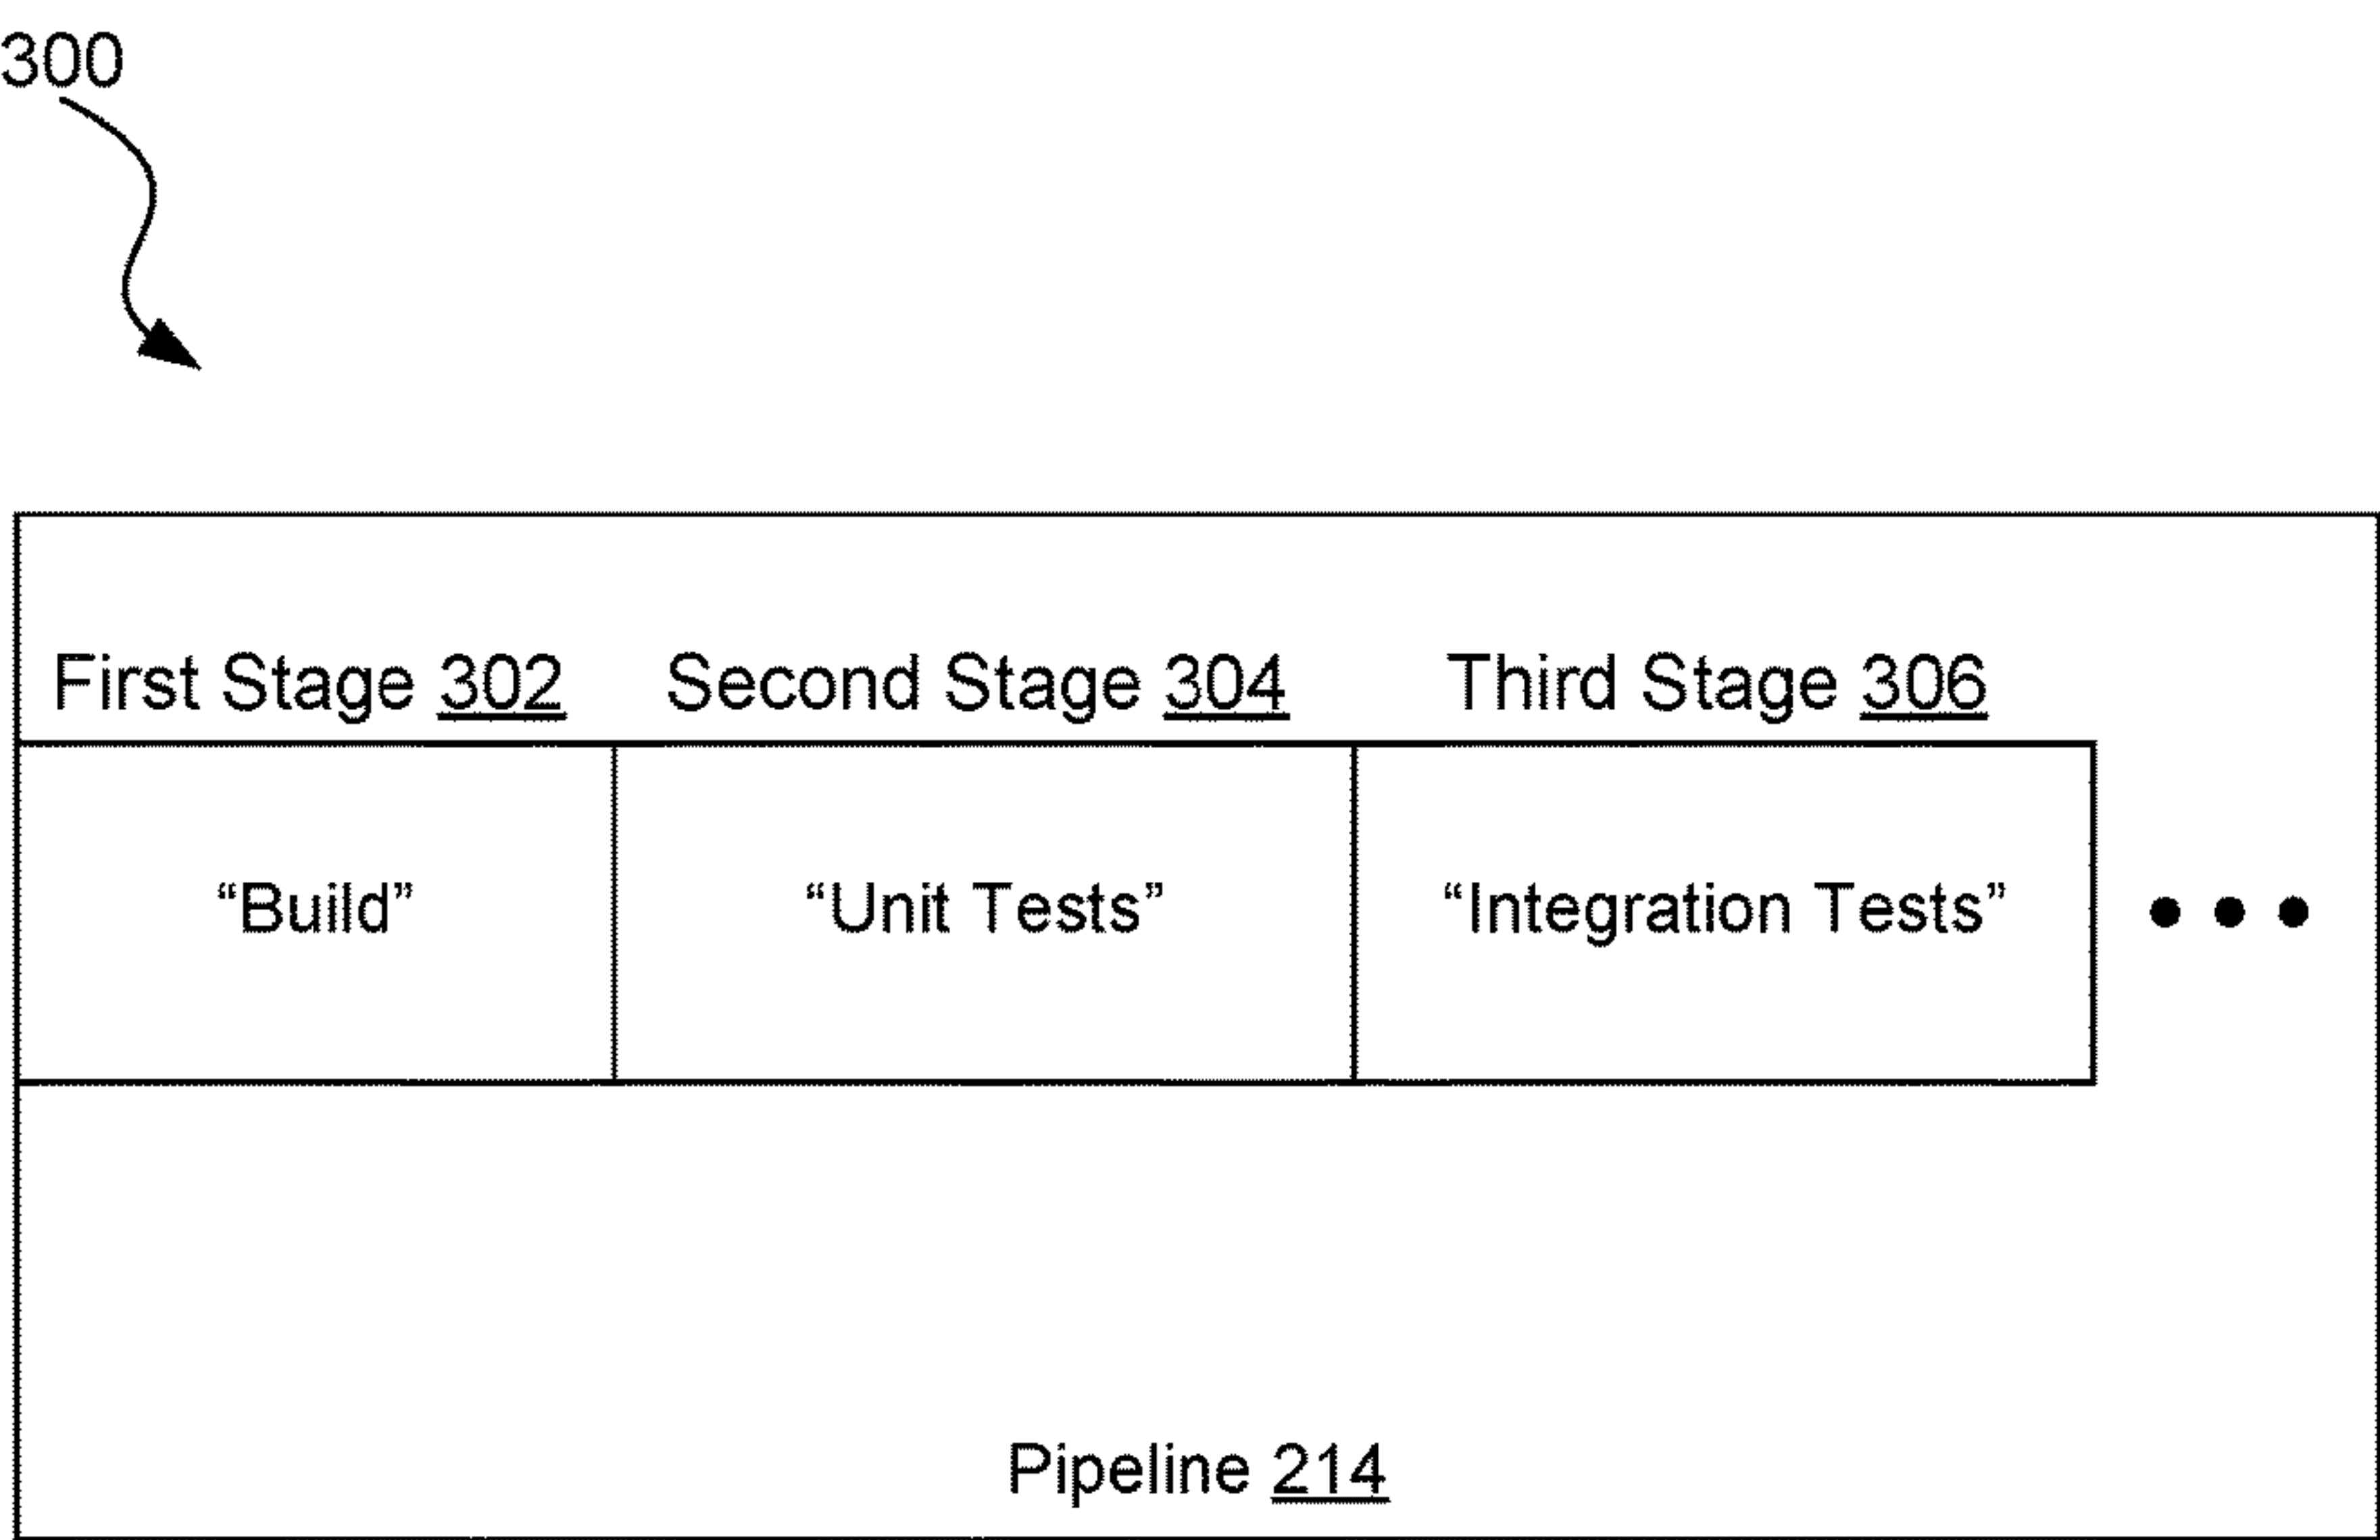 300
First Stage 302 Second Stage 304 Third Stage 306
“Build” “Unit Tests” “Integration Tests”
Pipeline 214